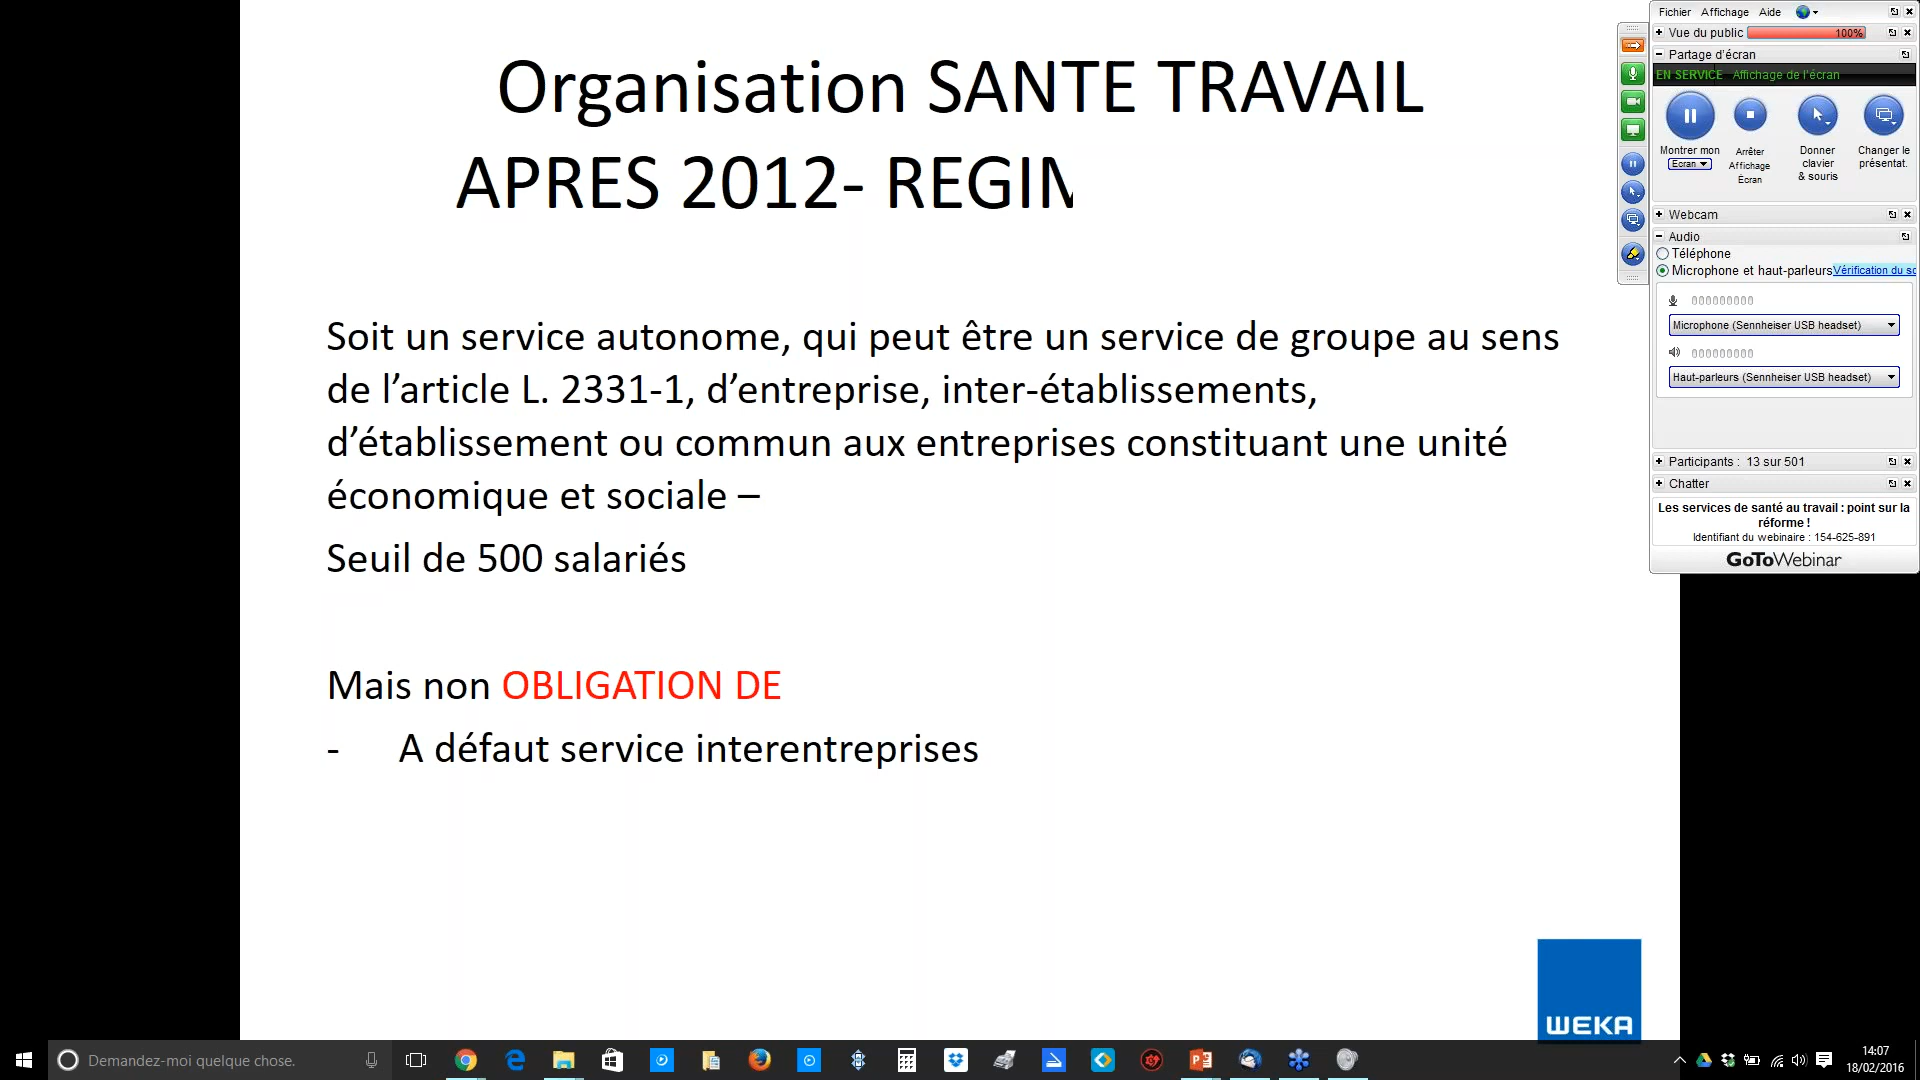 Organisation SANTE TRAVAIL
APRES 2012- REGIM
Soit un service autonome, qui peut être un service de groupe au sens
de l’article L. 2331-1, d’entreprise, inter-établissements,
d’établissement ou commun aux entreprises constituant une unité
économique et sociale –
Seuil de 500 salariés
Mais non OBLIGATION DE
- A défaut service interentreprises
WEKA
Fichier Affichage Aide
Vue du public 100%
Partage d'écran
EN SERVICE Affichage de l'écran
Montrer mon
Ecran
Arrêter
Affichage
Écran
Donner
clavier
& souris
Changer le
présentat.
Webcam
Audio
Téléphone
Microphone et haut-parleurs Vérification du so
000000000
Microphone (Sennheiser USB headset)
000000000
Haut-parleurs (Sennheiser USB headset)
Participants : 13 sur 501
Chatter
Les services de santé au travail : point sur la
réforme !
Identifiant du webinaire : 154-625-891
GoToWebinar
Demandez-moi quelque chose.
14:07
18/02/2016